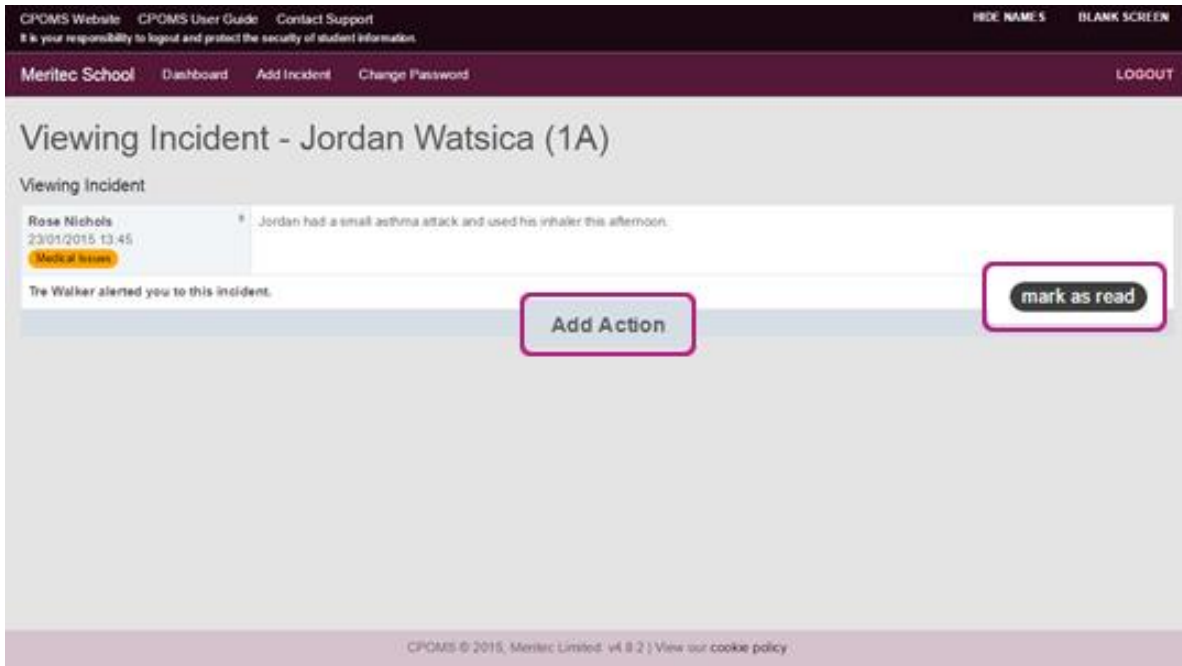 CPOMS Website CPOMS User Guide Contact Support HIDE NAMES BLANK SCREEN
It is your responsibility to logout and protect the security of student information.
Meritec School Dashboard Add Incident Change Password LOGOUT
Viewing Incident - Jordan Watsica (1A)
Viewing Incident
Rose Nichols
23/01/2015 13:45
Medical Issues
Jordan had a small asthma attack and used his inhaler this afternoon.
Tre Walker alerted you to this incident.
mark as read
Add Action
CPOMS © 2015, Meritec Limited. v4.8.2 | View our cookie policy